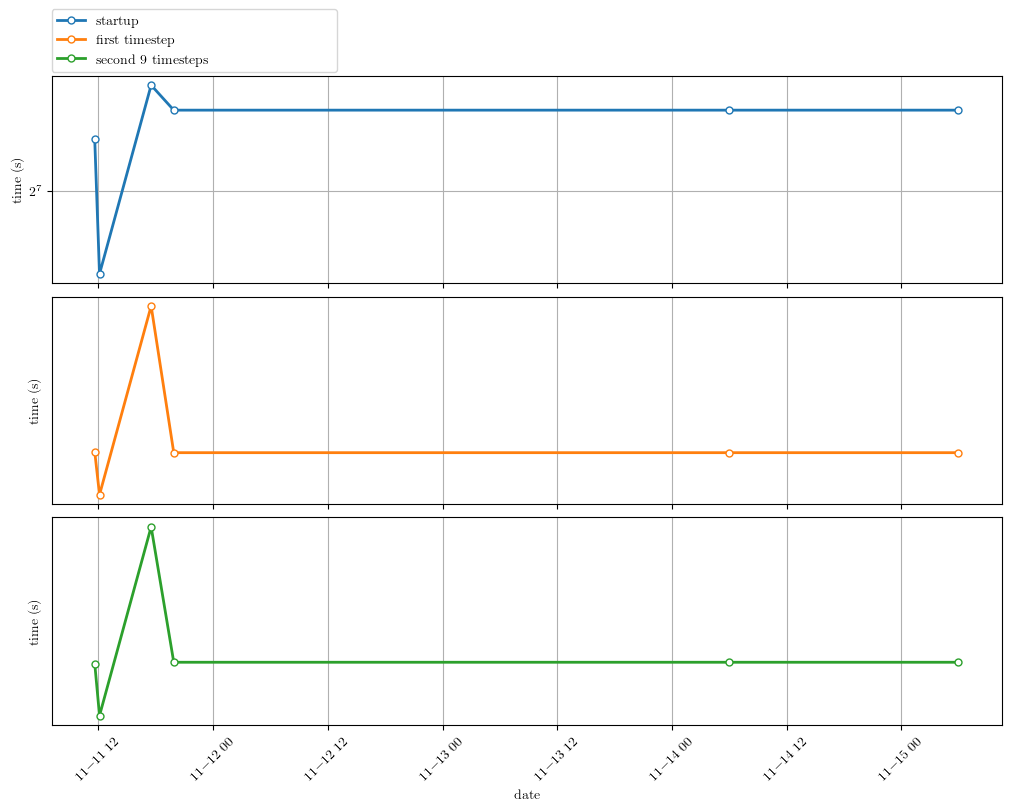 startup
first timestep
second 9 timesteps
time (s)
2⁷
time (s)
time (s)
11−11 12
11−12 00
11−12 12
11−13 00
11−13 12
11−14 00
11−14 12
11−15 00
date